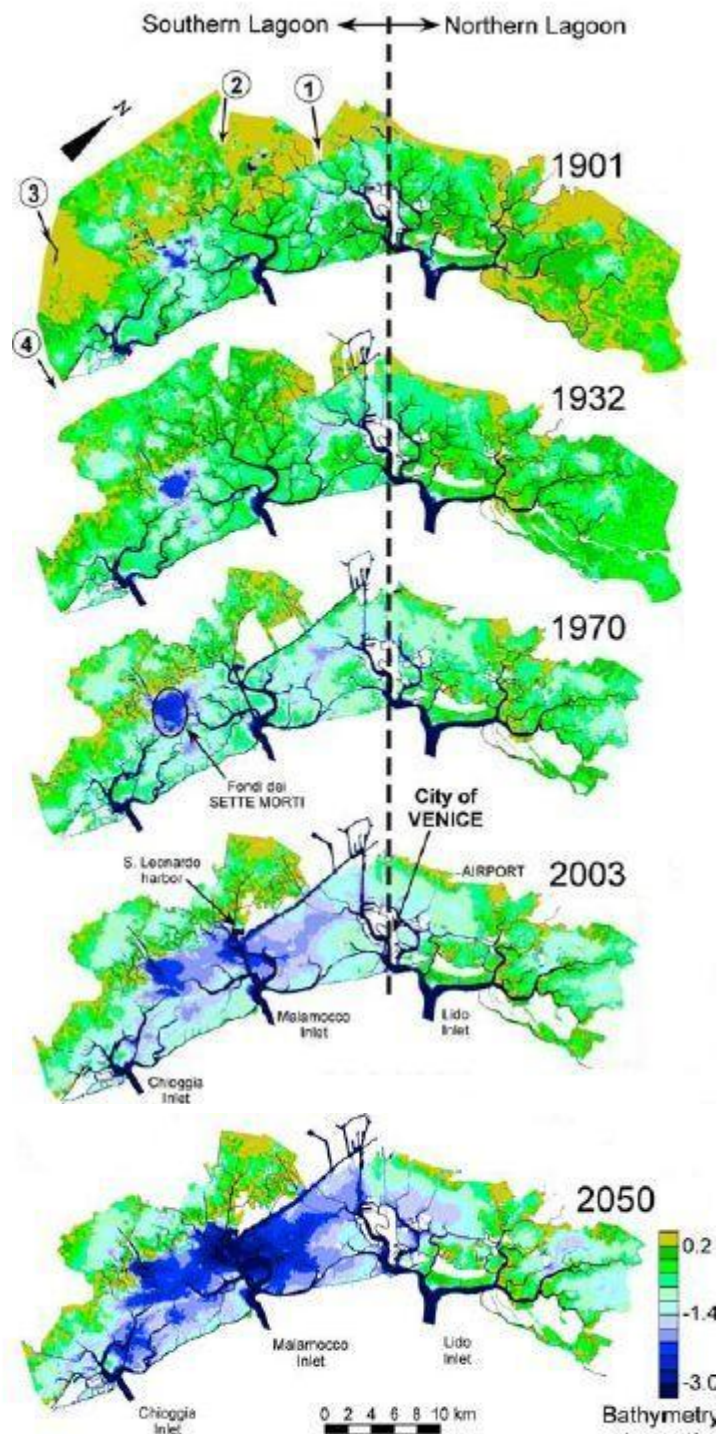 Southern Lagoon
Northern Lagoon
2
1
N
1901
3
4
1932
1970
Fondi dei
SETTE MORTI
City of
VENICE
S. Leonardo
harbor
AIRPORT
2003
Malamocco
Inlet
Lido
Inlet
Chioggia
Inlet
2050
0.2
-1.4
-3.0
Malamocco
Inlet
Lido
Inlet
Chioggia
Inlet
0 2 4 6 8 10 km
Bathymetry